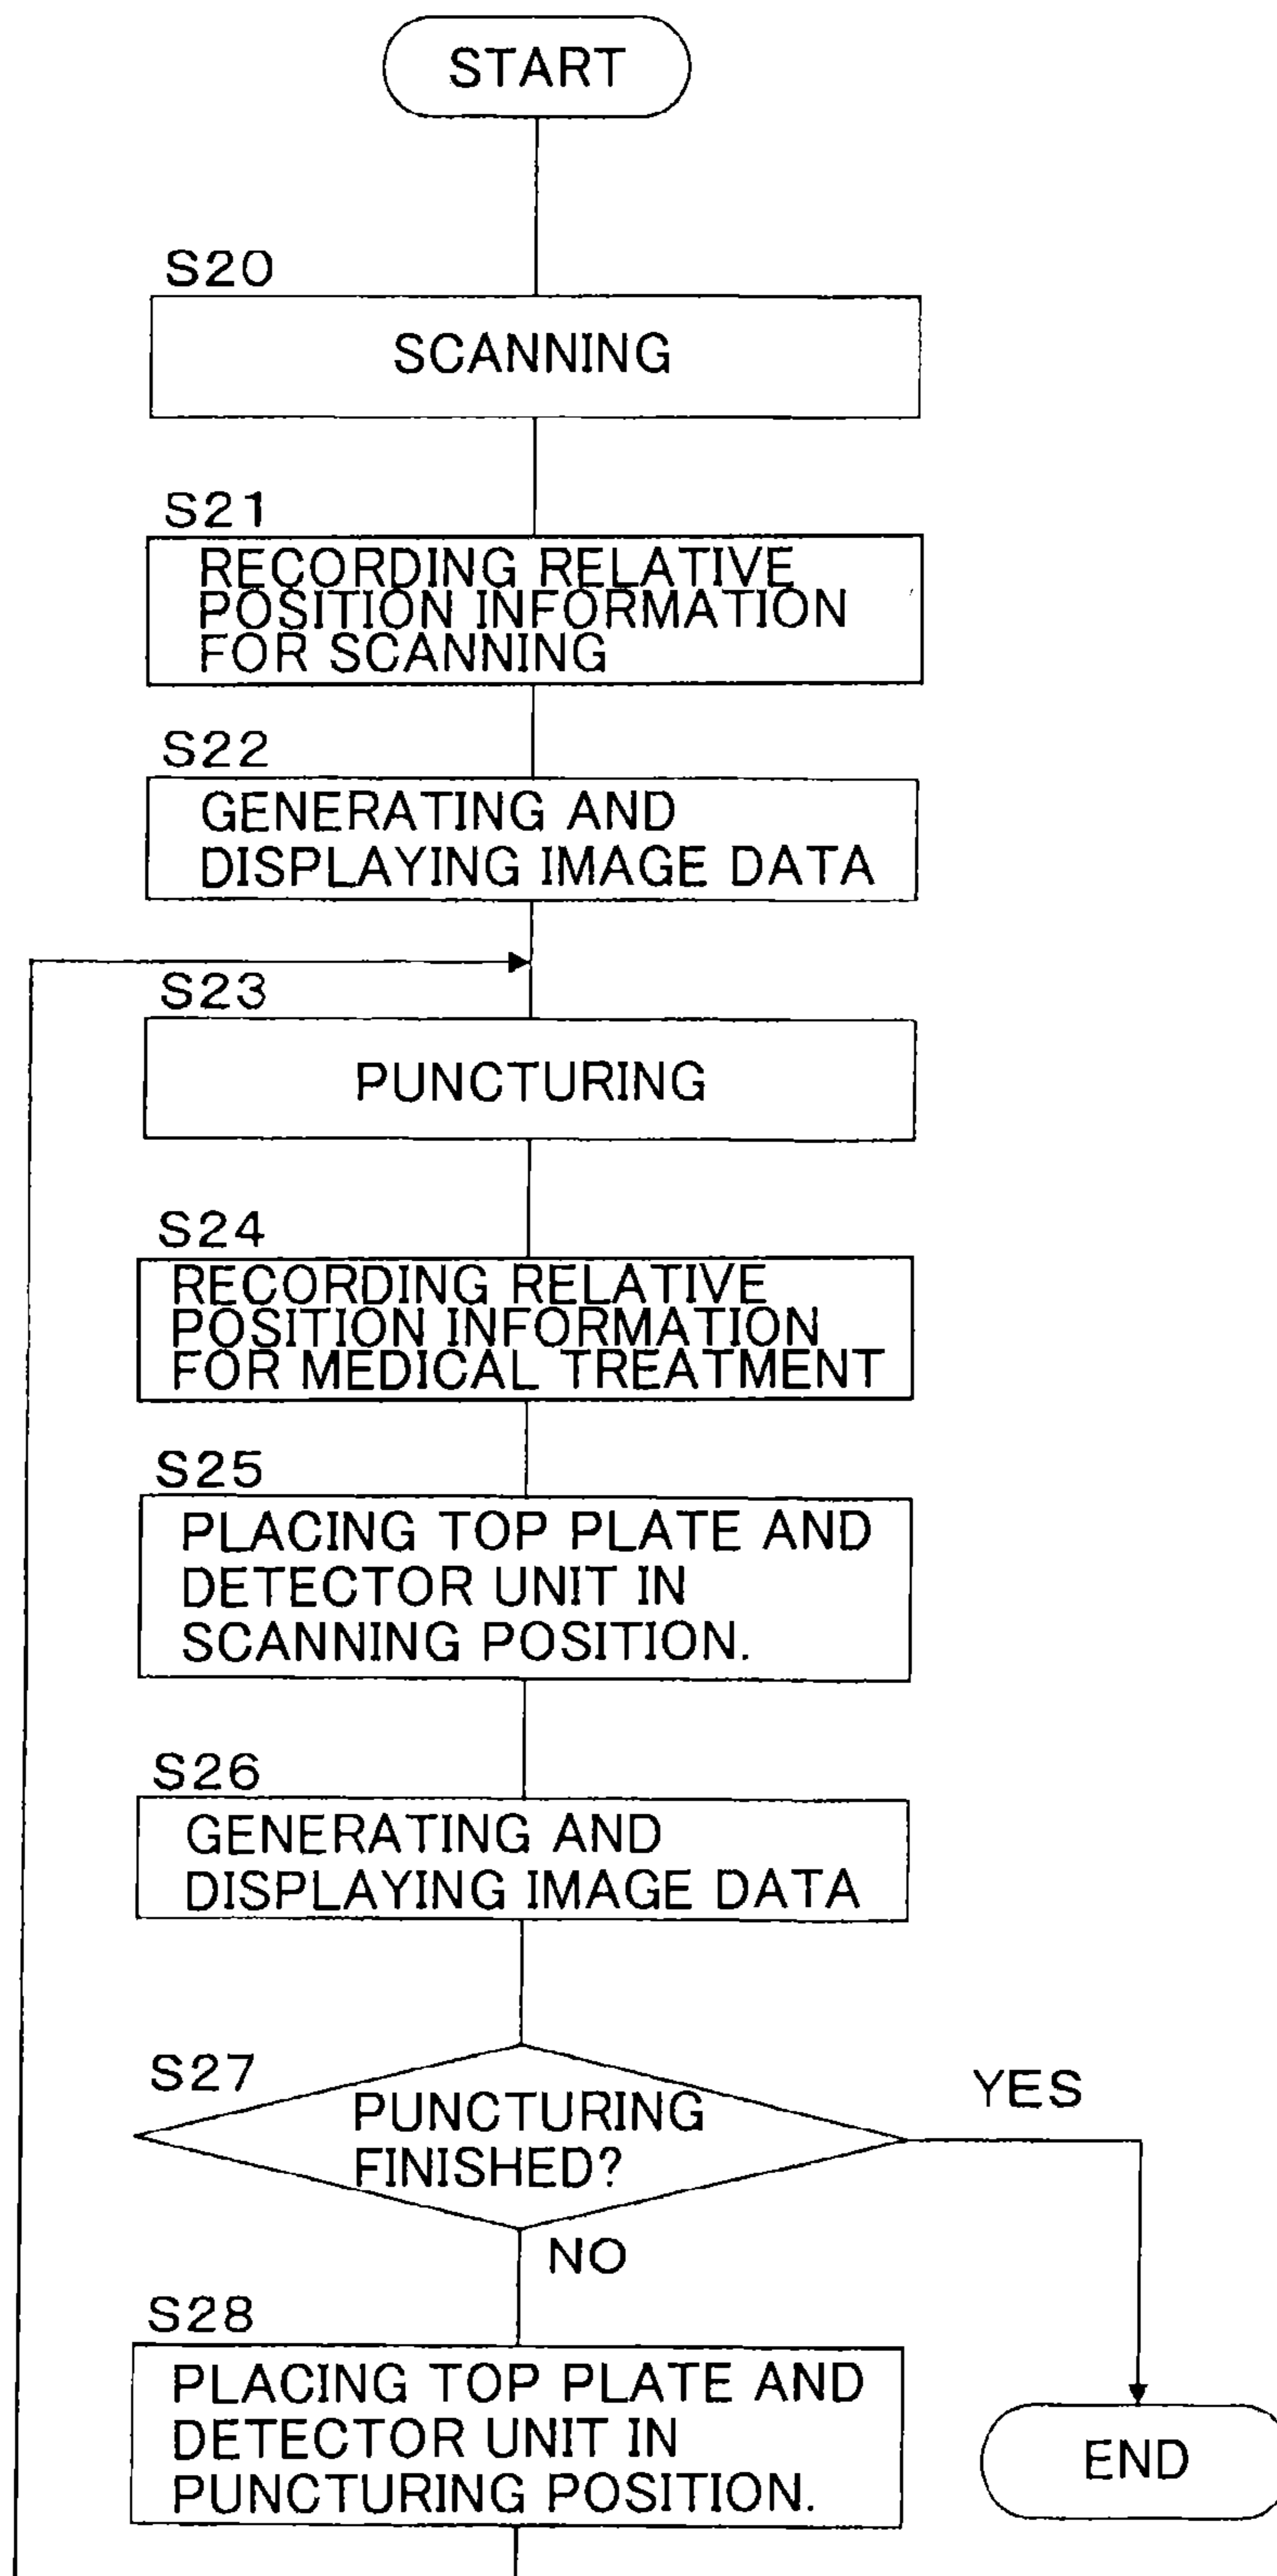 START
S20
SCANNING
S21
RECORDING RELATIVE
POSITION INFORMATION
FOR SCANNING
S22
GENERATING AND
DISPLAYING IMAGE DATA
S23
PUNCTURING
S24
RECORDING RELATIVE
POSITION INFORMATION
FOR MEDICAL TREATMENT
S25
PLACING TOP PLATE AND
DETECTOR UNIT IN
SCANNING POSITION.
S26
GENERATING AND
DISPLAYING IMAGE DATA
S27
PUNCTURING
FINISHED?
YES
NO
S28
PLACING TOP PLATE AND
DETECTOR UNIT IN
PUNCTURING POSITION.
END